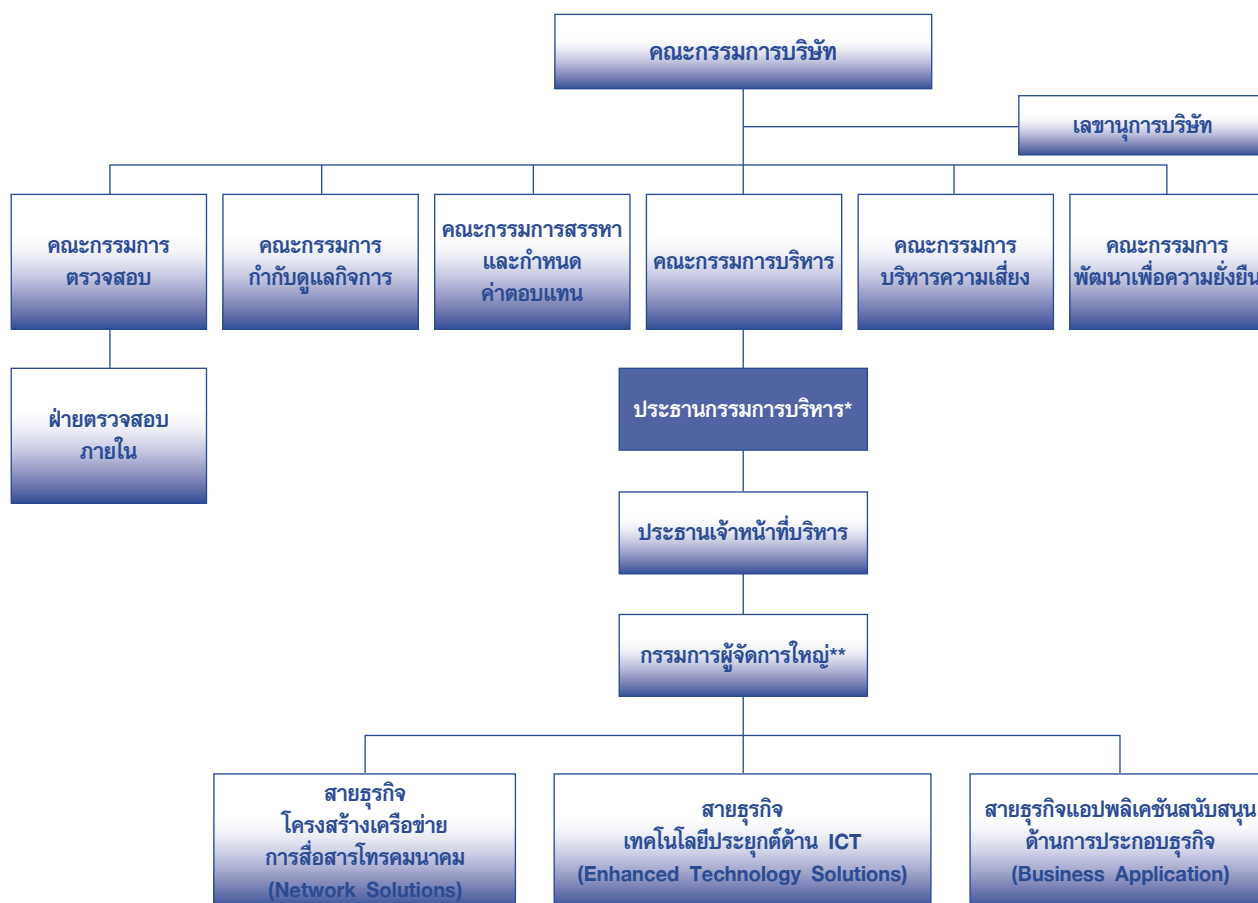 คณะกรรมการบริษัท
เลขานุการบริษัท
คณะกรรมการ
ตรวจสอบ
คณะกรรมการ
กำกับดูแลกิจการ
คณะกรรมการสรรหา
และกำหนด
ค่าตอบแทน
คณะกรรมการบริหาร
คณะกรรมการ
บริหารความเสี่ยง
คณะกรรมการ
พัฒนาเพื่อความยั่งยืน
ฝ่ายตรวจสอบ
ภายใน
ประธานกรรมการบริหาร*
ประธานเจ้าหน้าที่บริหาร
กรรมการผู้จัดการใหญ่**
สายธุรกิจ
โครงสร้างเครือข่าย
การสื่อสารโทรคมนาคม
(Network Solutions)
สายธุรกิจ
เทคโนโลยีประยุกต์ด้าน ICT
(Enhanced Technology Solutions)
สายธุรกิจแอปพลิเคชันสนับสนุน
ด้านการประกอบธุรกิจ
(Business Application)